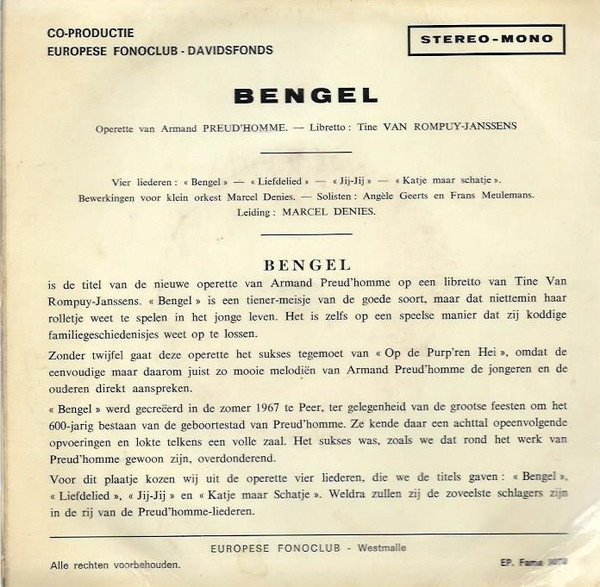 CO-PRODUCTIE
EUROPESE FONOCLUB - DAVIDSFONDS
STEREO-MONO
BENGEL
Operette van Armand PREUD'HOMME. — Libretto : Tine VAN ROMPUY-JANSSENS
Vier liederen : « Bengel » — « Liefdelied » — « Jij-Jij » — « Katje maar schatje ».
Bewerkingen voor klein orkest Marcel Denies. — Solisten : Angèle Geerts en Frans Meulemans.
Leiding : MARCEL DENIES.
BENGEL
is de titel van de nieuwe operette van Armand Preud'homme op een libretto van Tine Van
Rompuy-Janssens. « Bengel » is een tiener-meisje van de goede soort, maar dat niettemin haar
rolletje weet te spelen in het jonge leven. Het is zelfs op een speelse manier dat zij koddige
familiegeschiedenisjes weet op te lossen.
Zonder twijfel gaat deze operette het sukses tegemoet van « Op de Purp'ren Hei », omdat de
eenvoudige maar daarom juist zo mooie melodiën van Armand Preud'homme de jongeren en de
ouderen direkt aanspreken.
« Bengel » werd gecreëerd in de zomer 1967 te Peer, ter gelegenheid van de grootse feesten om het
600-jarig bestaan van de geboortestad van Preud'homme. Ze kende daar een achttal opeenvolgende
opvoeringen en lokte telkens een volle zaal. Het sukses was, zoals we dat rond het werk van
Preud'homme gewoon zijn, overdonderend.
Voor dit plaatje kozen wij uit de operette vier liederen, die we de titels gaven : « Bengel »,
« Liefdelied », « Jij-Jij » en « Katje maar Schatje ». Weldra zullen zij de zoveelste schlagers zijn
in de rij van de Preud'homme-liederen.
EUROPESE FONOCLUB - Westmalle
Alle rechten voorbehouden.
EP. Fama